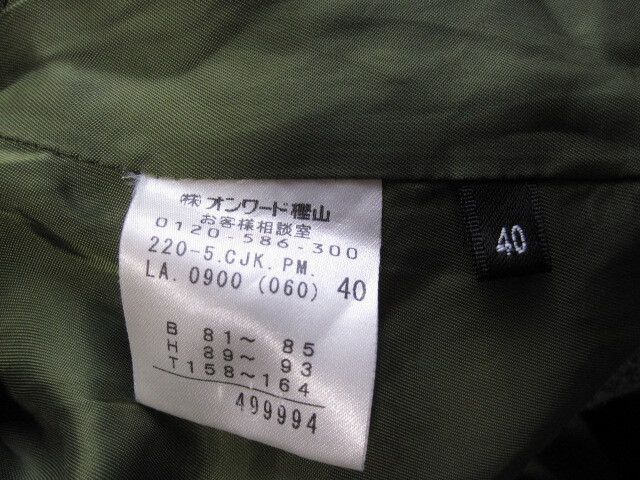 (株)オンワード樫山
お客様相談室
0120-586-300
220-5.CJK.PM.
LA.0900 (060) 40
B 81~ 85
H 89~ 93
T158~164
499994
40